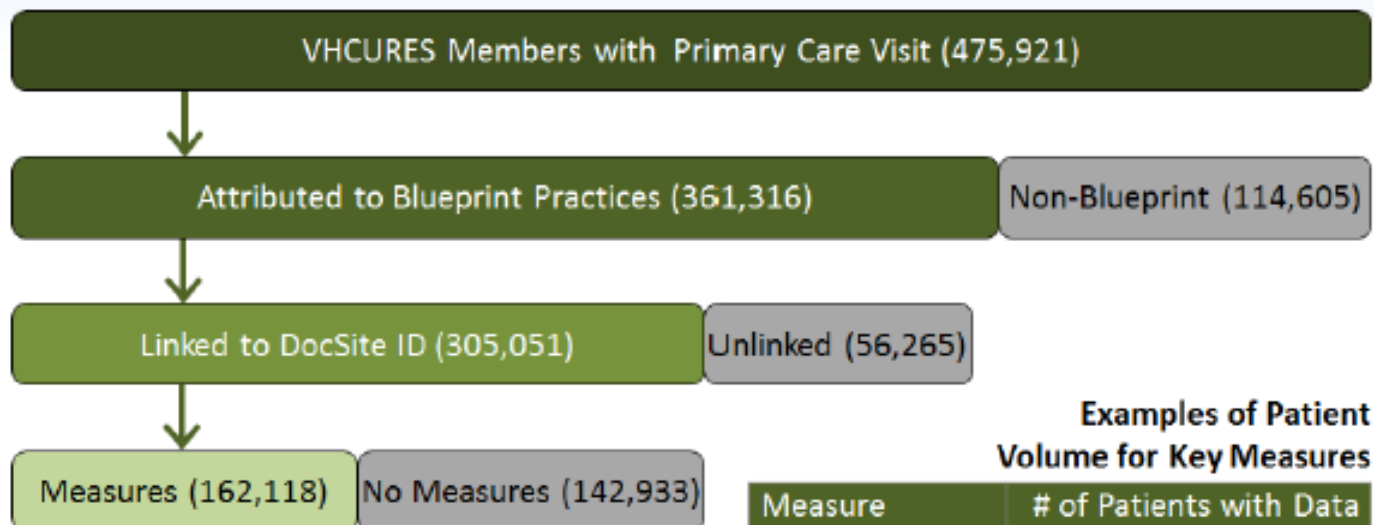 VHCURES Members with Primary Care Visit (475,921)
Attributed to Blueprint Practices (361,316)
Non-Blueprint (114,605)
Linked to DocSite ID (305,051)
Unlinked (56,265)
Examples of Patient
Volume for Key Measures
Measures (162,118)
No Measures (142,933)
Measure
# of Patients with Data